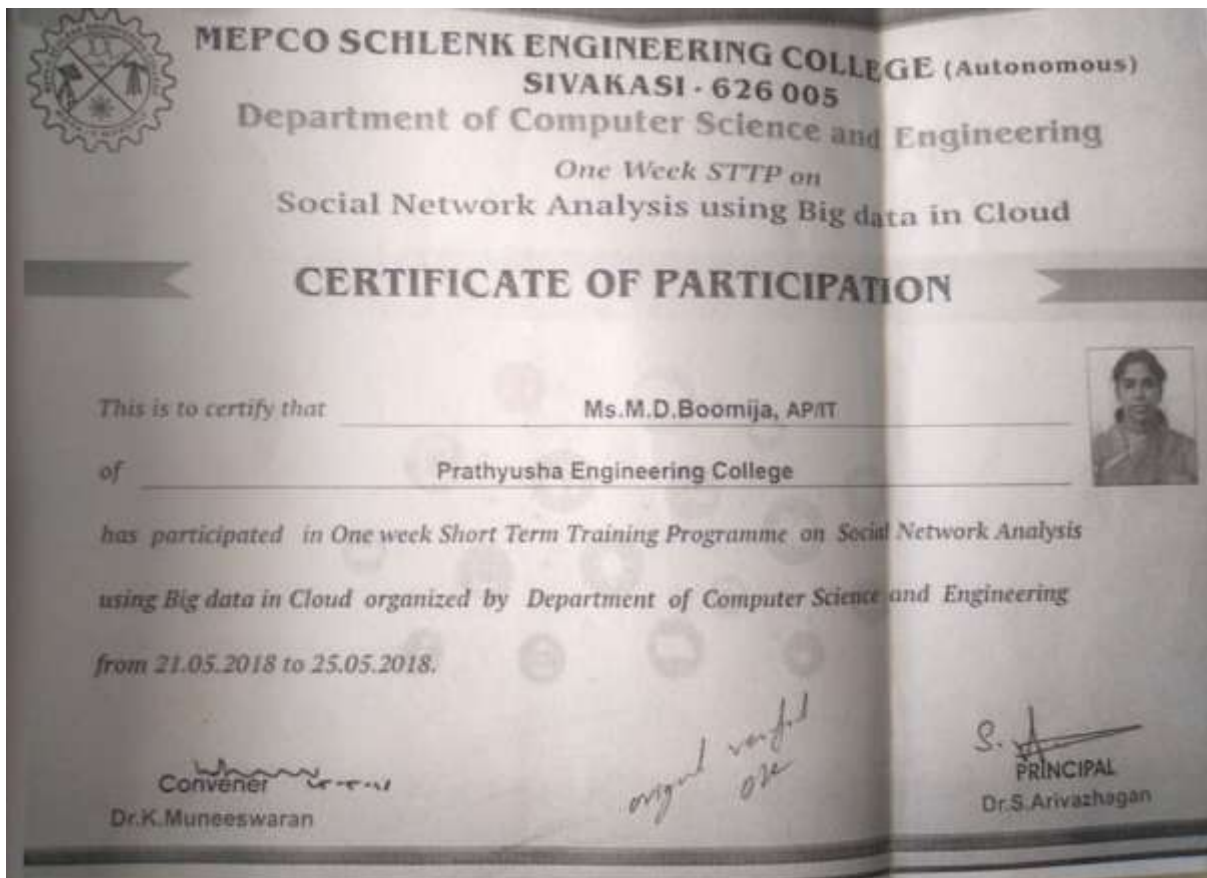 MEPCO SCHLENK ENGINEERING COLLEGE (Autonomous)
SIVAKASI - 626 005
Department of Computer Science and Engineering
One Week STTP on
Social Network Analysis using Big data in Cloud
CERTIFICATE OF PARTICIPATION
This is to certify that Ms.M.D.Boomija, AP/IT
of Prathyusha Engineering College
has participated in One week Short Term Training Programme on Social Network Analysis
using Big data in Cloud organized by Department of Computer Science and Engineering
from 21.05.2018 to 25.05.2018.
Convener
Dr.K.Muneeswaran
S.
PRINCIPAL
Dr.S.Arivazhagan